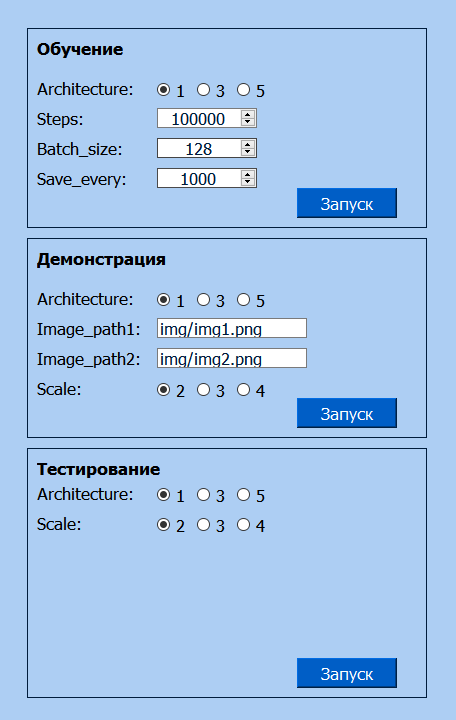 Обучение
Architecture: 1 3 5
Steps: 100000
Batch_size: 128
Save_every: 1000
Запуск
Демонстрация
Architecture: 1 3 5
Image_path1: img/img1.png
Image_path2: img/img2.png
Scale: 2 3 4
Запуск
Тестирование
Architecture: 1 3 5
Scale: 2 3 4
Запуск